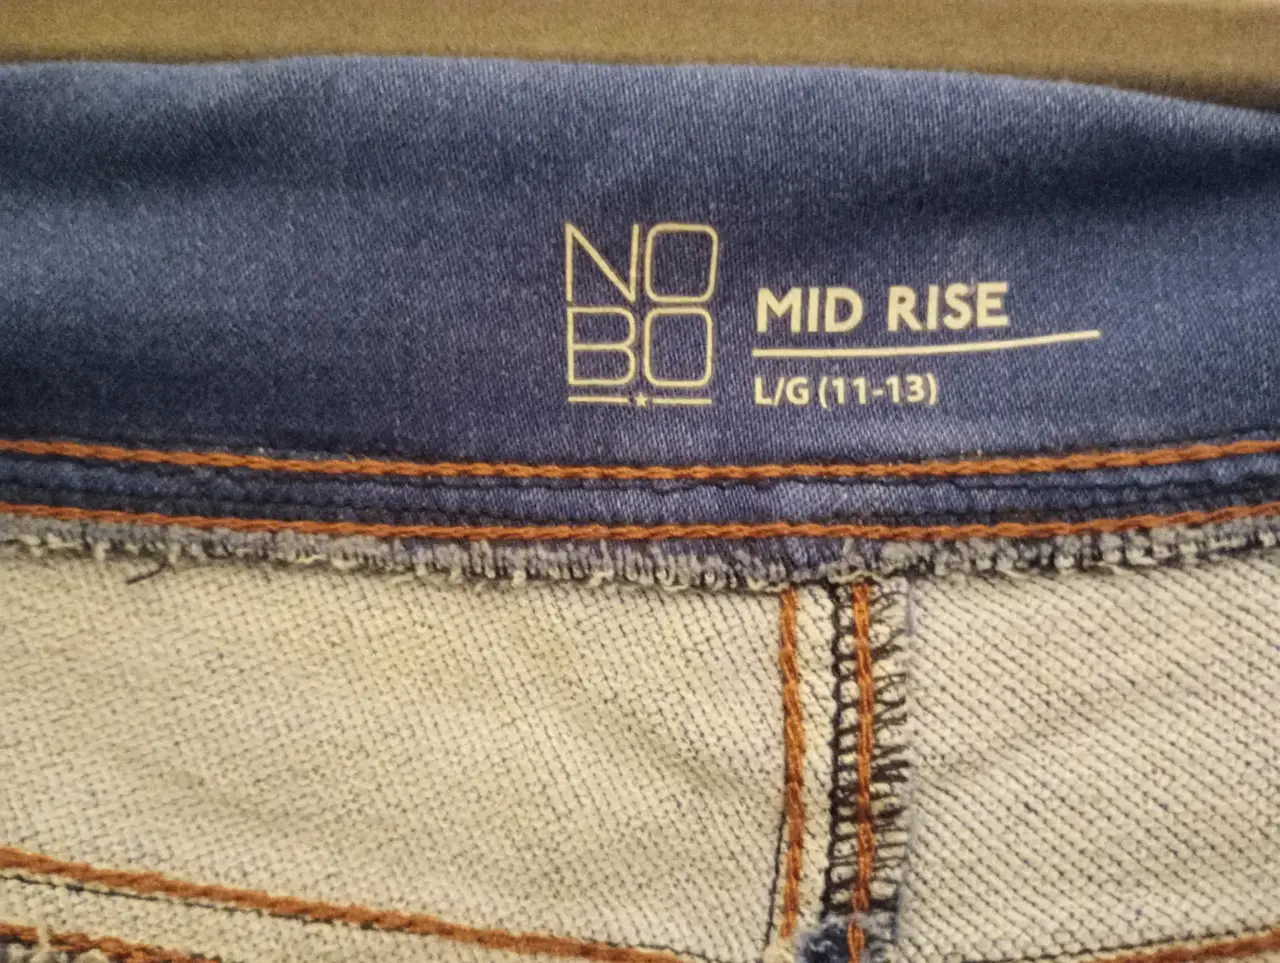 NO
BO
MID RISE
L/G (11-13)